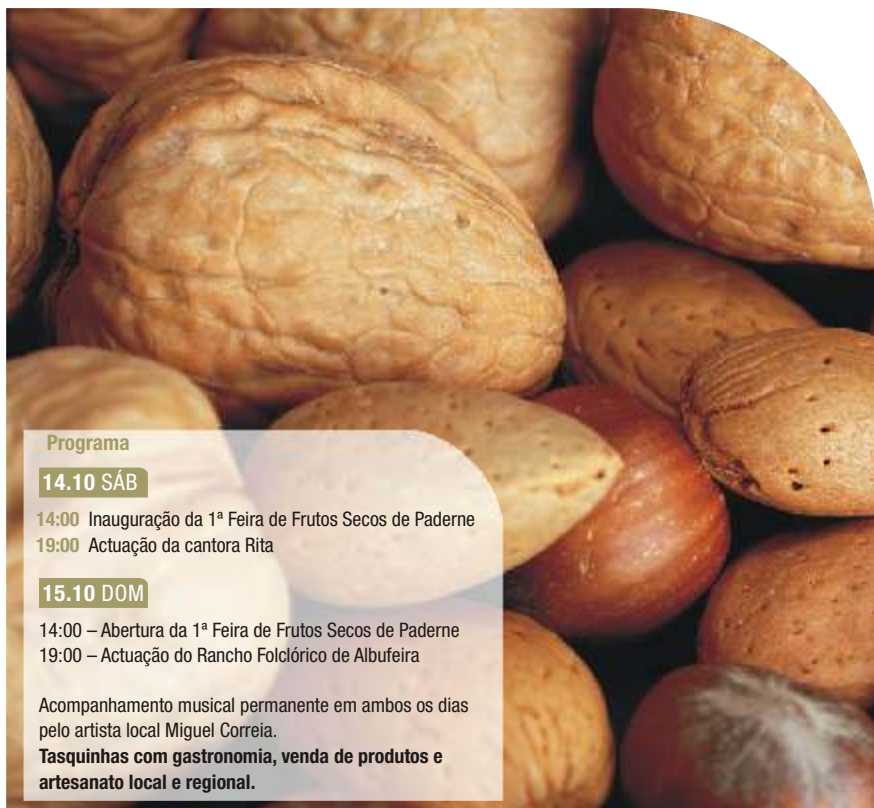 Programa
14.10 SÁB
14:00 Inauguração da 1ª Feira de Frutos Secos de Paderne
19:00 Actuação da cantora Rita
15.10 DOM
14:00 – Abertura da 1ª Feira de Frutos Secos de Paderne
19:00 – Actuação do Rancho Folclórico de Albufeira
Acompanhamento musical permanente em ambos os dias
pelo artista local Miguel Correia.
Tasquinhas com gastronomia, venda de produtos e
artesanato local e regional.